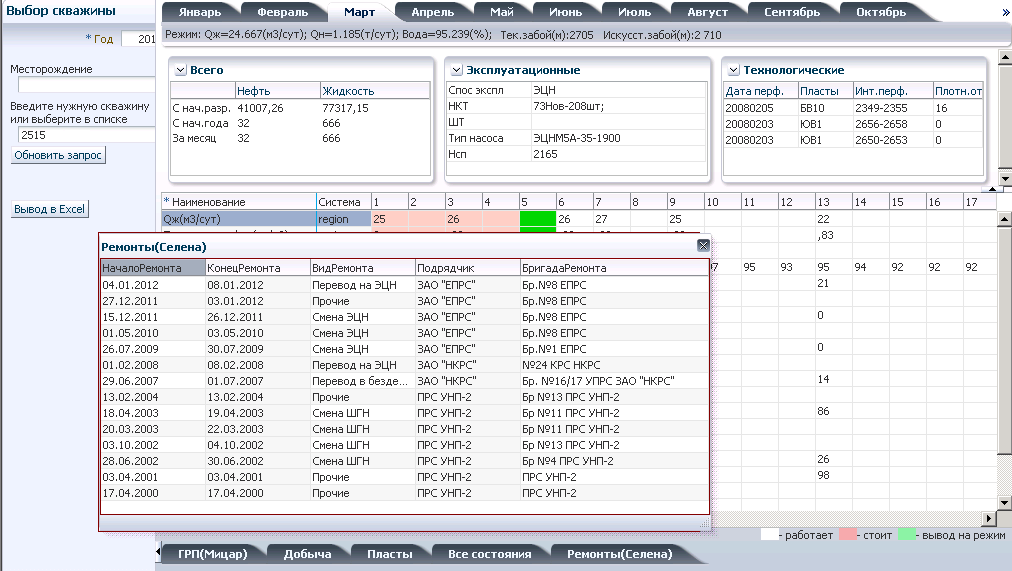 Выбор скважины
* Год 201
Месторождение
Введите нужную скважину
или выберите в списке
2515
Обновить запрос
Вывод в Excel
Январь Февраль Март Апрель Май Июнь Июль Август Сентябрь Октябрь »
Режим: Qж=24.667(м3/сут); Qн=1.185(т/сут); Вода=95.239(%); Тек.забой(м):2705 Искусст.забой(м):2 710
Всего
Нефть Жидкость
С нач.разр. 41007,26 77317,15
С нач.года 32 666
За месяц 32 666
Эксплуатационные
Спос экспл ЭЦН
НКТ 73Нов-208шт;
ШТ
Тип насоса ЭЦНМ5А-35-1900
Нсп 2165
Технологические
Дата перф. Пласты Инт.перф. Плотн.от
20080205 БВ10 2349-2355 16
20080203 ЮВ1 2656-2658 0
20080203 ЮВ1 2650-2653 0
* Наименование Система 1 2 3 4 5 6 7 8 9 10 11 12 13 14 15 16 17
Qж(м3/сут) region 25 26 26 27 25 22
,83
97 95 93 95 94 92 92 92
21
0
0
14
86
26
98
Ремонты(Селена)
НачалоРемонта КонецРемонта ВидРемонта Подрядчик БригадаРемонта
04.01.2012 08.01.2012 Перевод на ЭЦН ЗАО "ЕПРС" Бр.№8 ЕПРС
27.12.2011 03.01.2012 Прочие ЗАО "ЕПРС" Бр.№8 ЕПРС
15.12.2011 26.12.2011 Смена ЭЦН ЗАО "ЕПРС" Бр.№8 ЕПРС
01.05.2010 03.05.2010 Смена ЭЦН ЗАО "ЕПРС" Бр.№8 ЕПРС
26.07.2009 30.07.2009 Смена ЭЦН ЗАО "ЕПРС" Бр.№1 ЕПРС
01.02.2008 08.02.2008 Перевод на ЭЦН ЗАО "НКРС" №24 КРС НКРС
29.06.2007 01.07.2007 Перевод в безде... ЗАО "НКРС" Бр. №16/17 УПРС ЗАО "НКРС"
13.02.2004 13.02.2004 Прочие ПРС УНП-2 Бр №13 ПРС УНП-2
18.04.2003 19.04.2003 Смена ШГН ПРС УНП-2 Бр №11 ПРС УНП-2
20.03.2003 22.03.2003 Смена ШГН ПРС УНП-2 Бр №11 ПРС УНП-2
03.10.2002 04.10.2002 Смена ШГН ПРС УНП-2 Бр №13 ПРС УНП-2
28.06.2002 30.06.2002 Смена ШГН ПРС УНП-2 Бр №4 ПРС УНП-2
03.04.2001 03.04.2001 Прочие ПРС УНП-2 ПРС УНП-2
17.04.2000 17.04.2000 Прочие ПРС УНП-2 ПРС УНП-2
- работает - стоит - вывод на режим
ГРП(Мицар) Добыча Пласты Все состояния Ремонты(Селена)